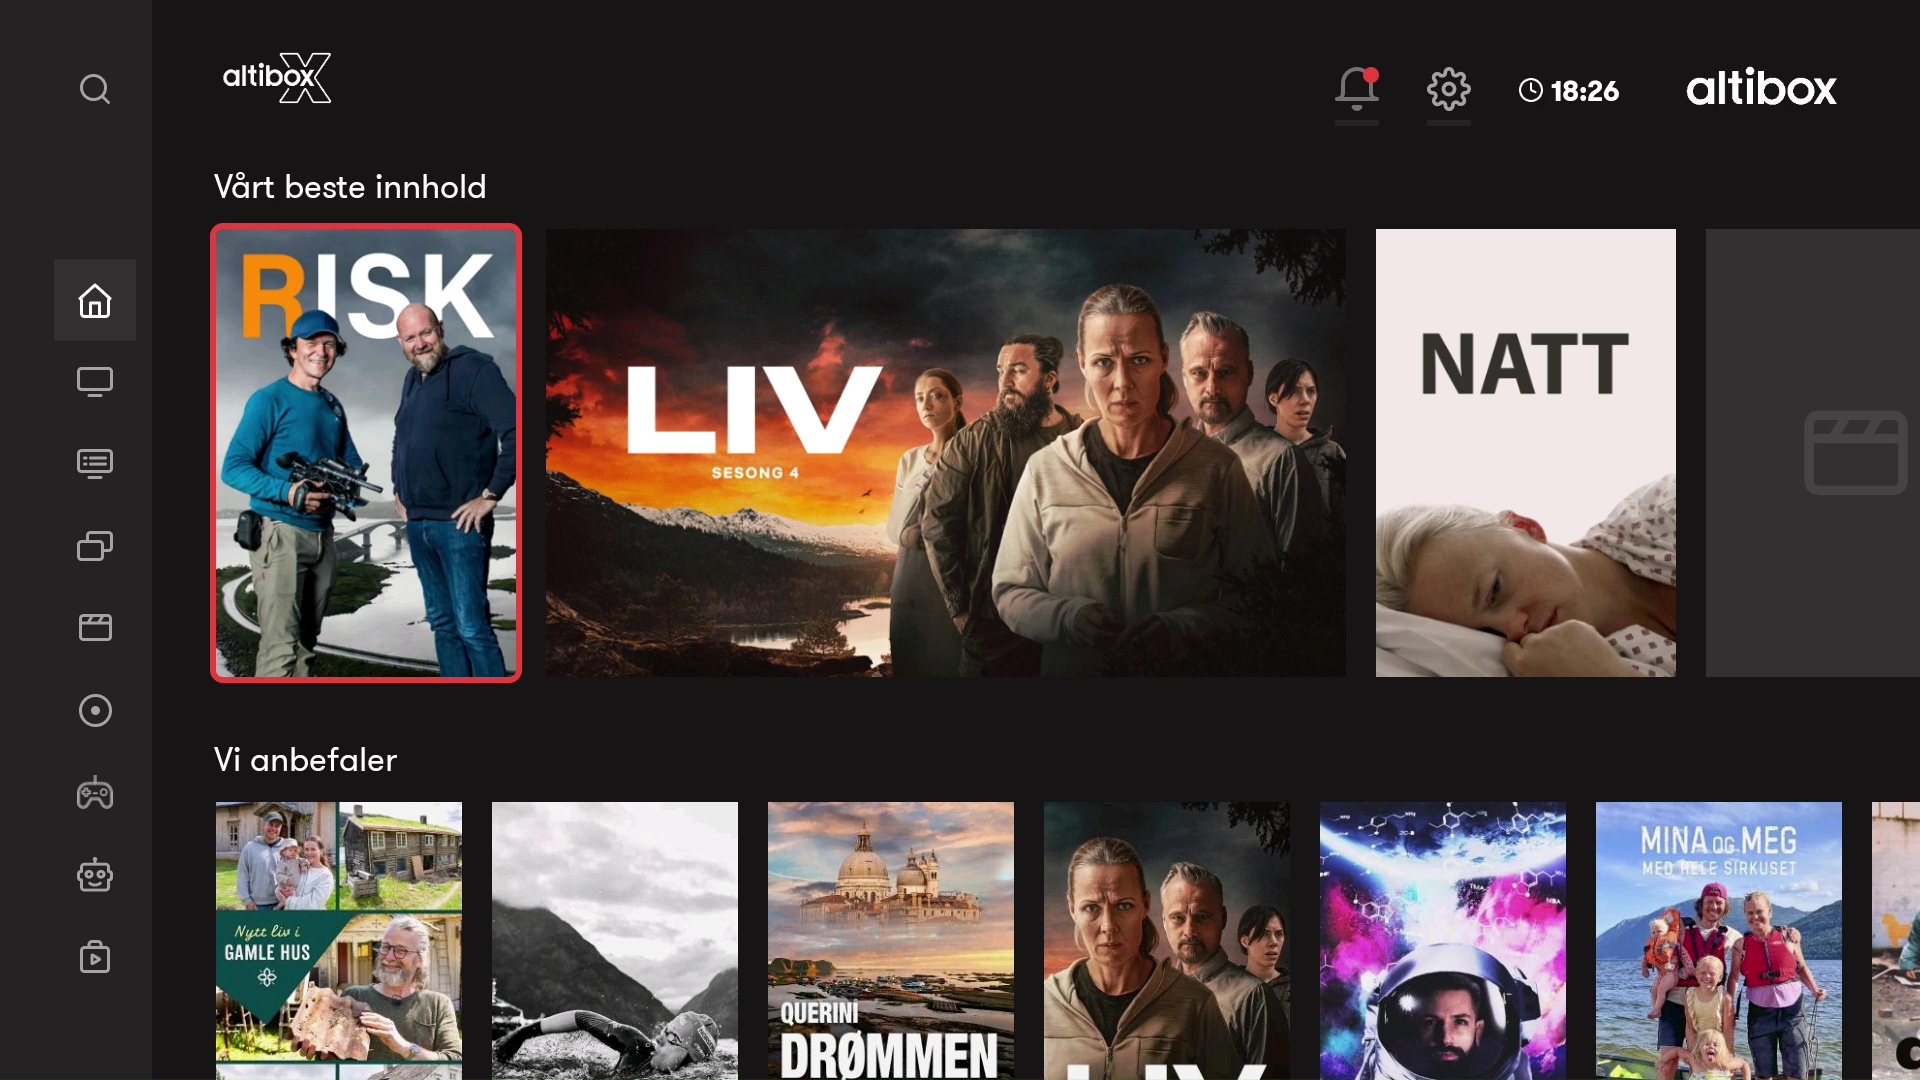 altibox
18:26
altibox
Vårt beste innhold
RISK
LIV
SESONG 4
NATT
Vi anbefaler
Nytt liv i
GAMLE HUS
QUERINI
DRØMMEN
LIV
MINA OG MEG
MED HELE SIRKUSET